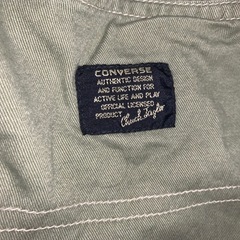 CONVERSE
AUTHENTIC DESIGN
AND FUNCTION FOR
ACTIVE LIFE AND PLAY
OFFICIAL LICENSED
PRODUCT Chuck Taylor